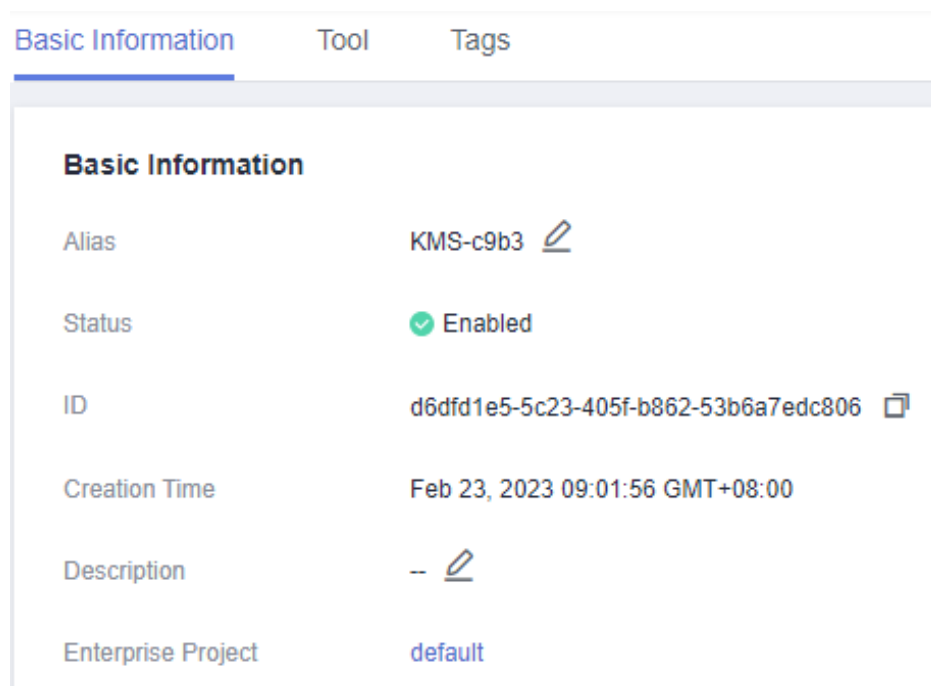 Basic Information Tool Tags
Basic Information
Alias KMS-c9b3
Status Enabled
ID d6dfd1e5-5c23-405f-b862-53b6a7edc806
Creation Time Feb 23, 2023 09:01:56 GMT+08:00
Description --
Enterprise Project default